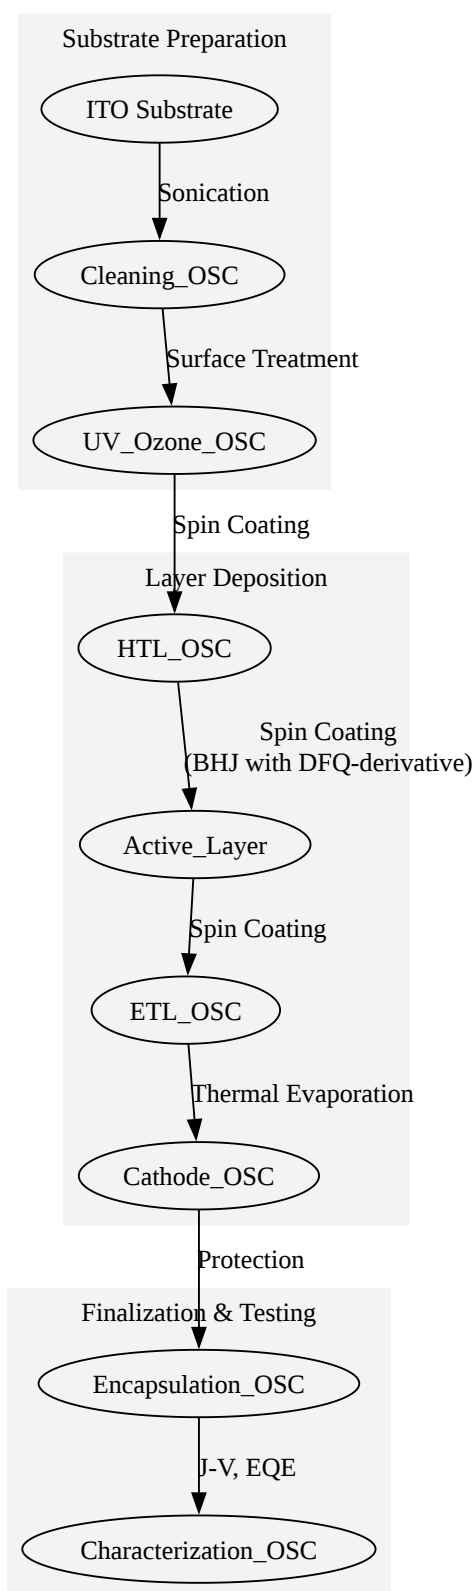 Substrate Preparation
ITO Substrate
Sonication
Cleaning_OSC
Surface Treatment
UV_Ozone_OSC
Spin Coating
Layer Deposition
HTL_OSC
Spin Coating
(BHJ with DFQ-derivative)
Active_Layer
Spin Coating
ETL_OSC
Thermal Evaporation
Cathode_OSC
Protection
Finalization & Testing
Encapsulation_OSC
J-V, EQE
Characterization_OSC